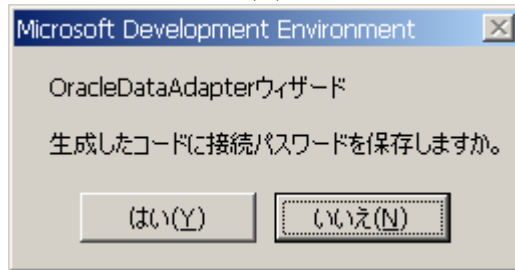 Microsoft Development Environment
OracleDataAdapterウィザード
生成したコードに接続パスワードを保存しますか。
はい(Y)
いいえ(N)